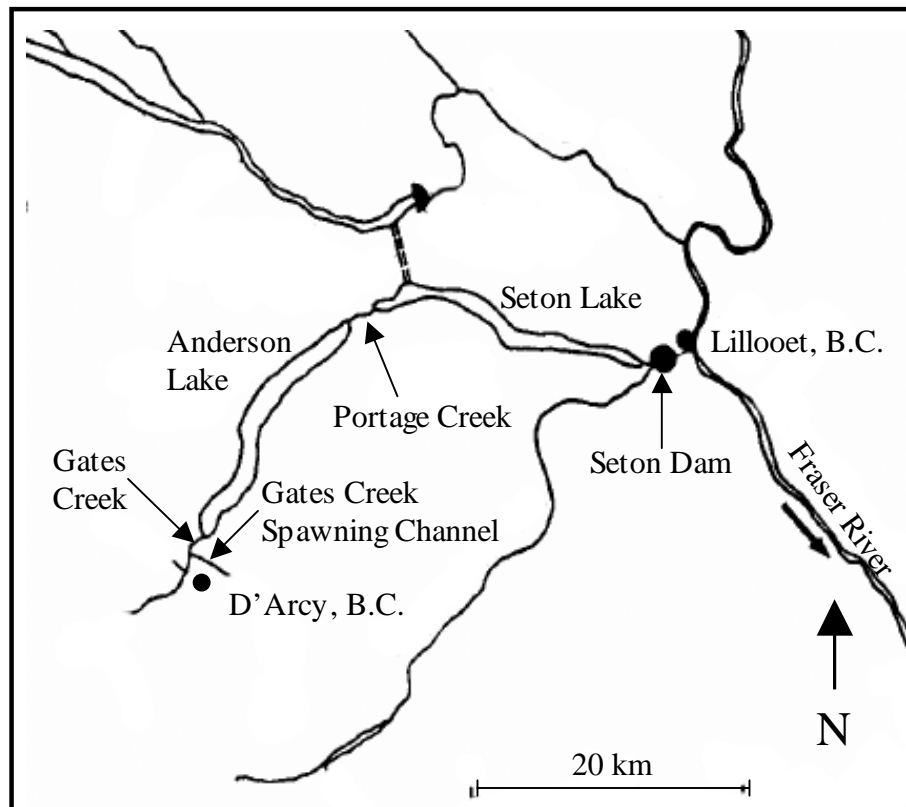 Seton Lake
Anderson
Lake
Lillooet, B.C.
Portage Creek
Seton Dam
Gates
Creek
Gates Creek
Spawning Channel
Fraser River
D’Arcy, B.C.
N
20 km